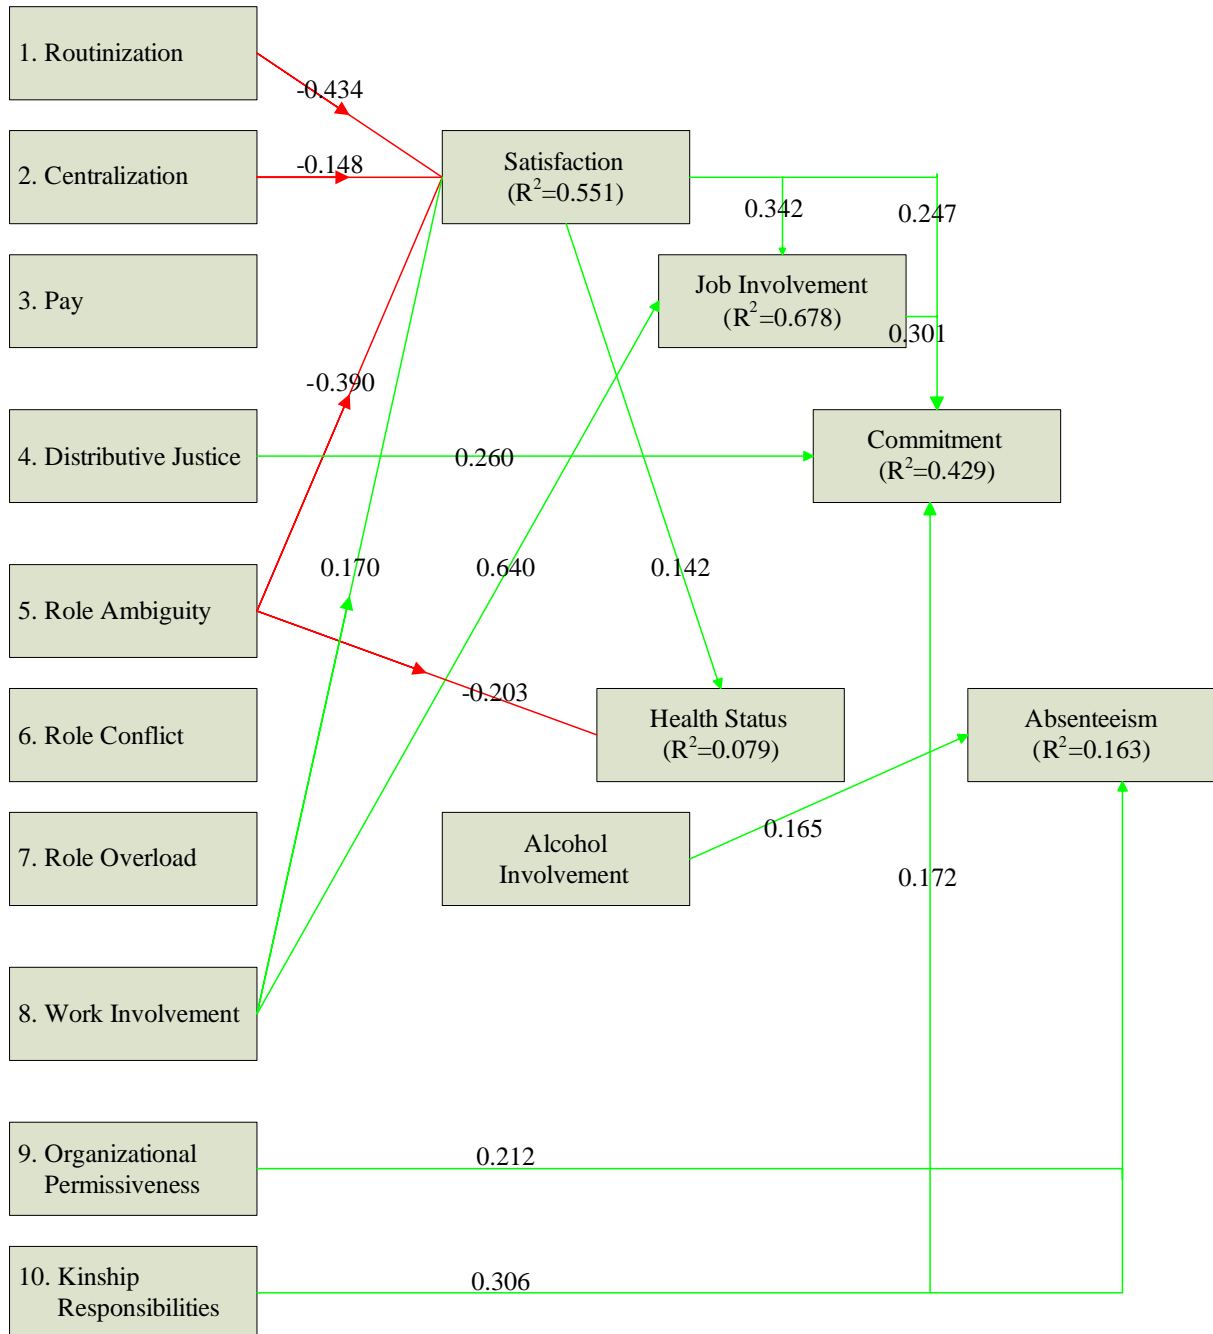 1. Routinization
-0.434
2. Centralization
-0.148
Satisfaction
(R²=0.551)
0.342
0.247
3. Pay
Job Involvement
(R²=0.678)
0.301
-0.390
4. Distributive Justice
0.260
Commitment
(R²=0.429)
5. Role Ambiguity
0.170
0.640
0.142
-0.203
6. Role Conflict
Health Status
(R²=0.079)
Absenteeism
(R²=0.163)
7. Role Overload
Alcohol
Involvement
0.165
0.172
8. Work Involvement
9. Organizational
Permissiveness
0.212
10. Kinship
Responsibilities
0.306